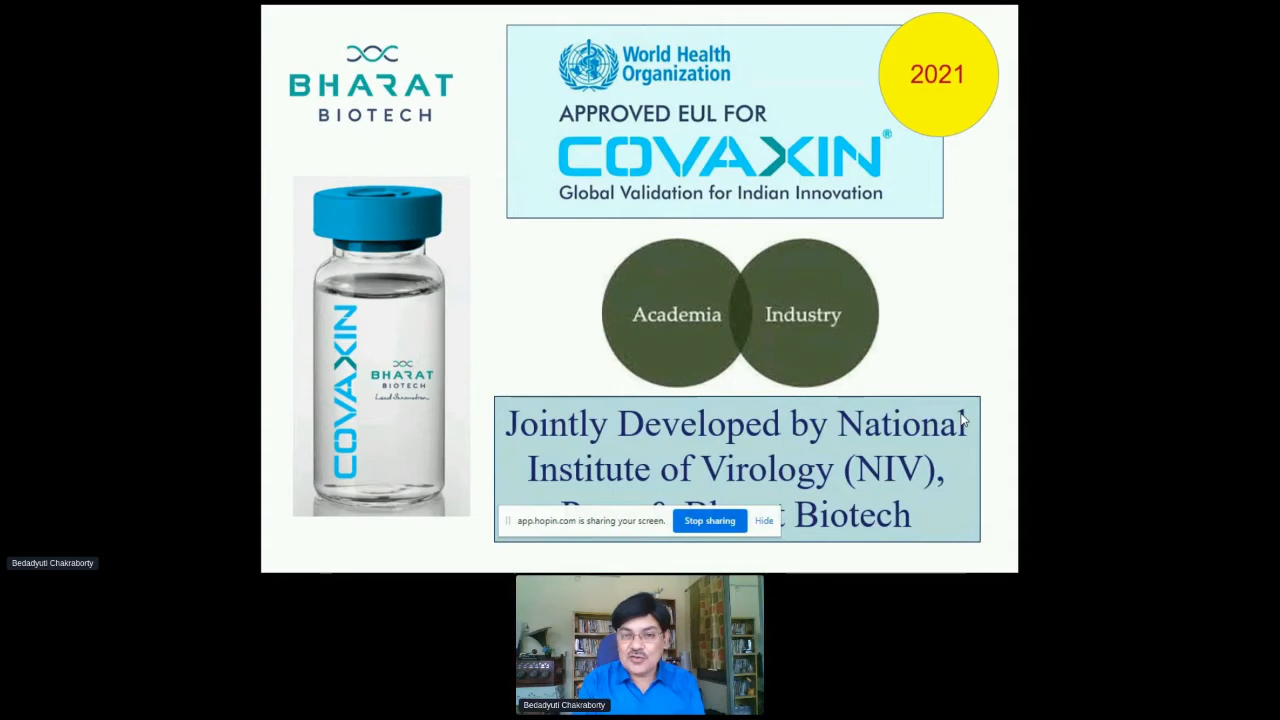 BHARAT
BIOTECH
World Health
Organization
2021
APPROVED EUL FOR
COVAXIN®
Global Validation for Indian Innovation
COVAXIN
BHARAT
BIOTECH
Lead Innovation
Academia
Industry
Jointly Developed by National
Institute of Virology (NIV),
Biotech
app.hopin.com is sharing your screen.
Stop sharing
Hide
Bedadyuti Chakraborty
Bedadyuti Chakraborty